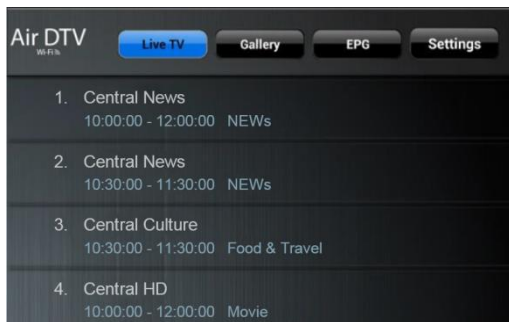 Air DTV
Wi-Fi
Live TV
Gallery
EPG
Settings
1. Central News
10:00:00 - 12:00:00 NEWs
2. Central News
10:30:00 - 11:30:00 NEWs
3. Central Culture
10:30:00 - 11:30:00 Food & Travel
4. Central HD
10:00:00 - 12:00:00 Movie